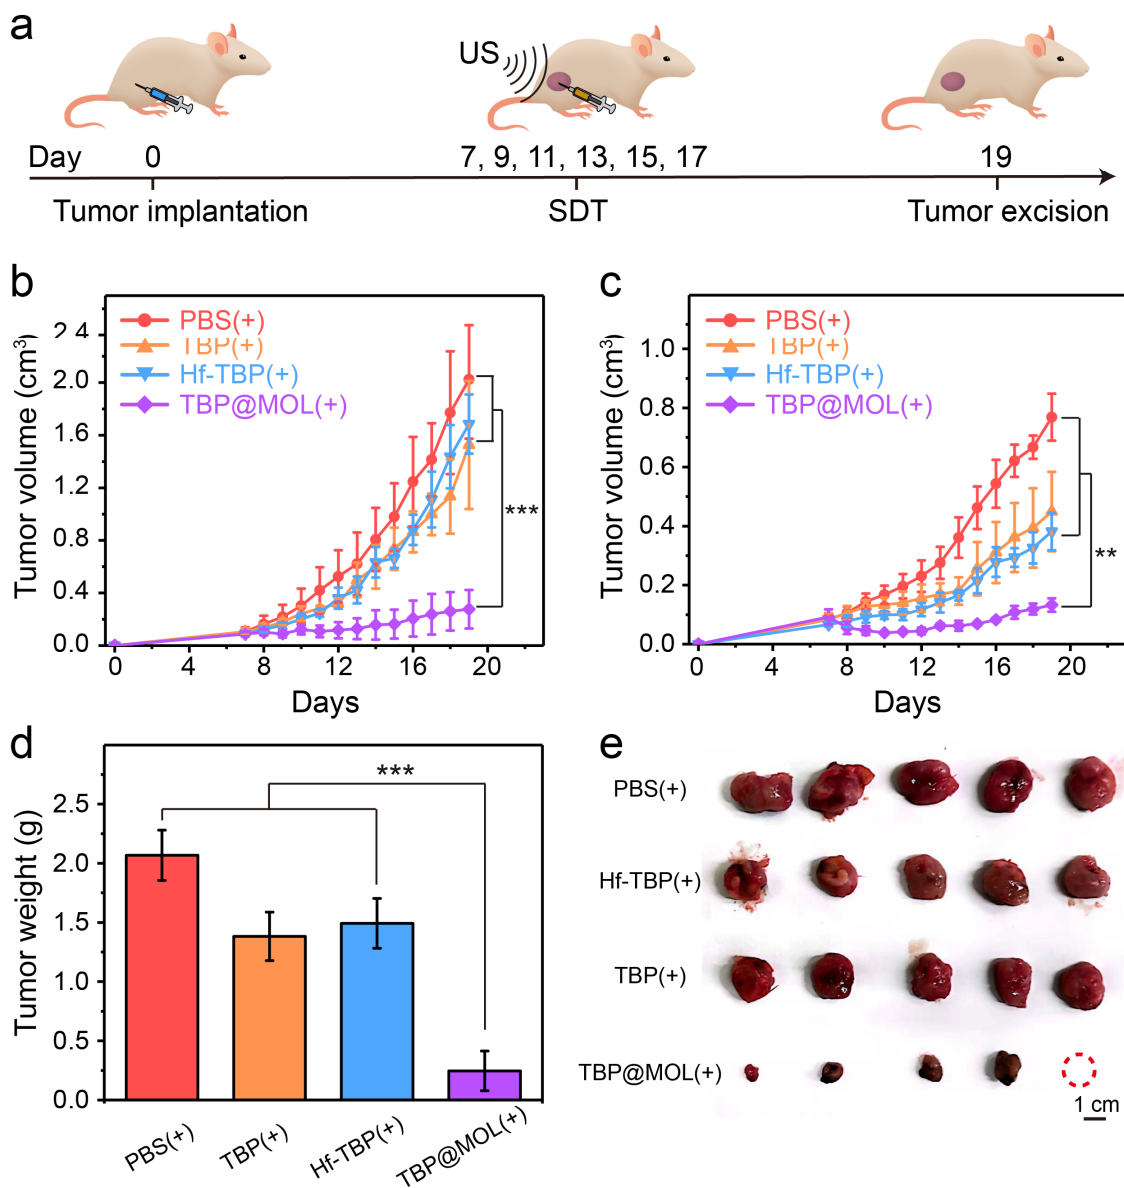 a
US
Day 0 7, 9, 11, 13, 15, 17 19
Tumor implantation SDT Tumor excision
b
Tumor volume (cm³)
2 4
2.0
1.6
1.2
0.8
0.4
0.0
PBS(+)
TBP(+)
Hf-TBP(+)
TBP@MOL(+)
***
0 4 8 12 16 20
Days
c
Tumor volume (cm³)
1.0
0.8
0.6
0.4
0.2
0.0
PBS(+)
TBP(+)
Hf-TBP(+)
TBP@MOL(+)
**
0 4 8 12 16 20
Days
d
Tumor weight (g)
2.5
2.0
1.5
1.0
0.5
0.0
***
PBS(+)
TBP(+)
Hf-TBP(+)
TBP@MOL(+)
e
PBS(+)
Hf-TBP(+)
TBP(+)
TBP@MOL(+)
1 cm